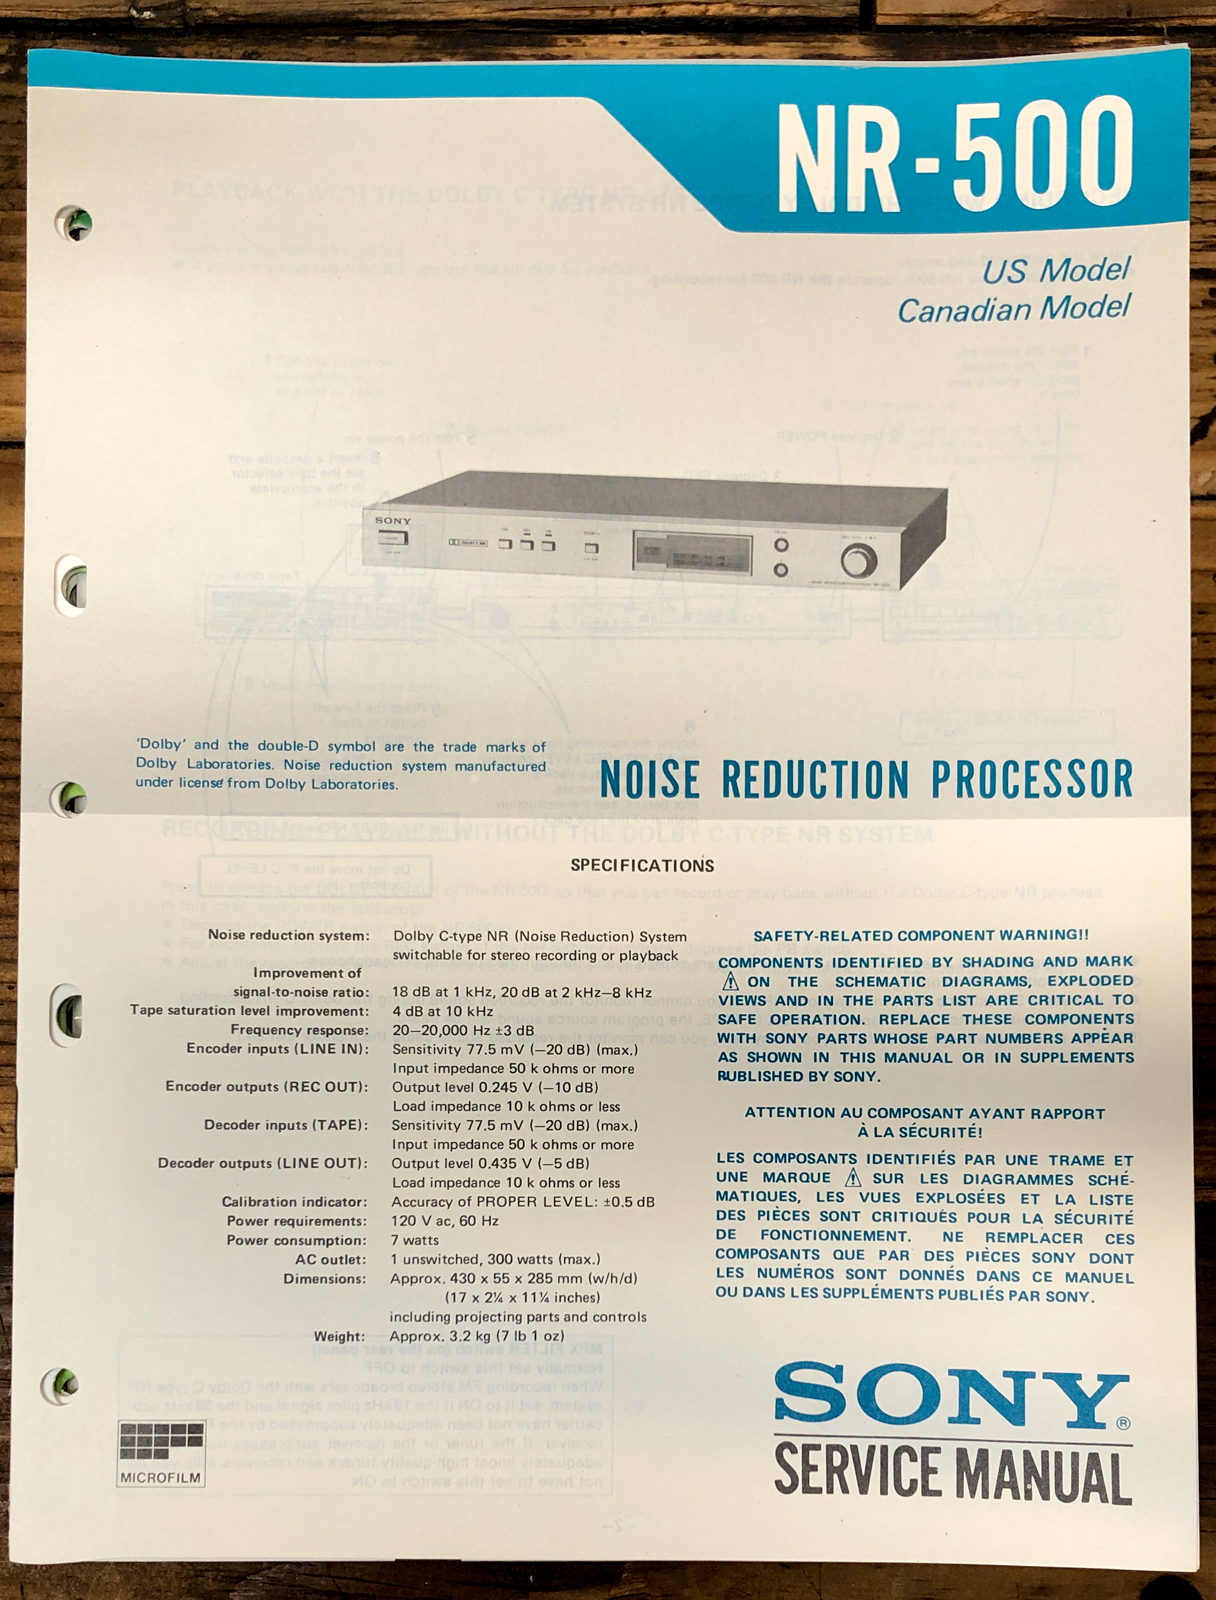 NR-500
US Model
Canadian Model
SONY
'Dolby' and the double-D symbol are the trade marks of
Dolby Laboratories. Noise reduction system manufactured
under license from Dolby Laboratories.
NOISE REDUCTION PROCESSOR
SPECIFICATIONS
Noise reduction system: Dolby C-type NR (Noise Reduction) System
switchable for stereo recording or playback
Improvement of
signal-to-noise ratio: 18 dB at 1 kHz, 20 dB at 2 kHz–8 kHz
Tape saturation level improvement: 4 dB at 10 kHz
Frequency response: 20–20,000 Hz ±3 dB
Encoder inputs (LINE IN): Sensitivity 77.5 mV (–20 dB) (max.)
Input impedance 50 k ohms or more
Encoder outputs (REC OUT): Output level 0.245 V (–10 dB)
Load impedance 10 k ohms or less
Decoder inputs (TAPE): Sensitivity 77.5 mV (–20 dB) (max.)
Input impedance 50 k ohms or more
Decoder outputs (LINE OUT): Output level 0.435 V (–5 dB)
Load impedance 10 k ohms or less
Calibration indicator: Accuracy of PROPER LEVEL: ±0.5 dB
Power requirements: 120 V ac, 60 Hz
Power consumption: 7 watts
AC outlet: 1 unswitched, 300 watts (max.)
Dimensions: Approx. 430 x 55 x 285 mm (w/h/d)
(17 x 2¼ x 11¼ inches)
including projecting parts and controls
Weight: Approx. 3.2 kg (7 lb 1 oz)
SAFETY-RELATED COMPONENT WARNING!!
COMPONENTS IDENTIFIED BY SHADING AND MARK
⚠ ON THE SCHEMATIC DIAGRAMS, EXPLODED
VIEWS AND IN THE PARTS LIST ARE CRITICAL TO
SAFE OPERATION. REPLACE THESE COMPONENTS
WITH SONY PARTS WHOSE PART NUMBERS APPEAR
AS SHOWN IN THIS MANUAL OR IN SUPPLEMENTS
PUBLISHED BY SONY.
ATTENTION AU COMPOSANT AYANT RAPPORT
À LA SÉCURITÉ!
LES COMPOSANTS IDENTIFIÉS PAR UNE TRAME ET
UNE MARQUE ⚠ SUR LES DIAGRAMMES SCHÉ-
MATIQUES, LES VUES EXPLOSÉES ET LA LISTE
DES PIÈCES SONT CRITIQUES POUR LA SÉCURITÉ
DE FONCTIONNEMENT. NE REMPLACER CES
COMPOSANTS QUE PAR DES PIÈCES SONY DONT
LES NUMÉROS SONT DONNÉS DANS CE MANUEL
OU DANS LES SUPPLÉMENTS PUBLIÉS PAR SONY.
MICROFILM
SONY®
SERVICE MANUAL